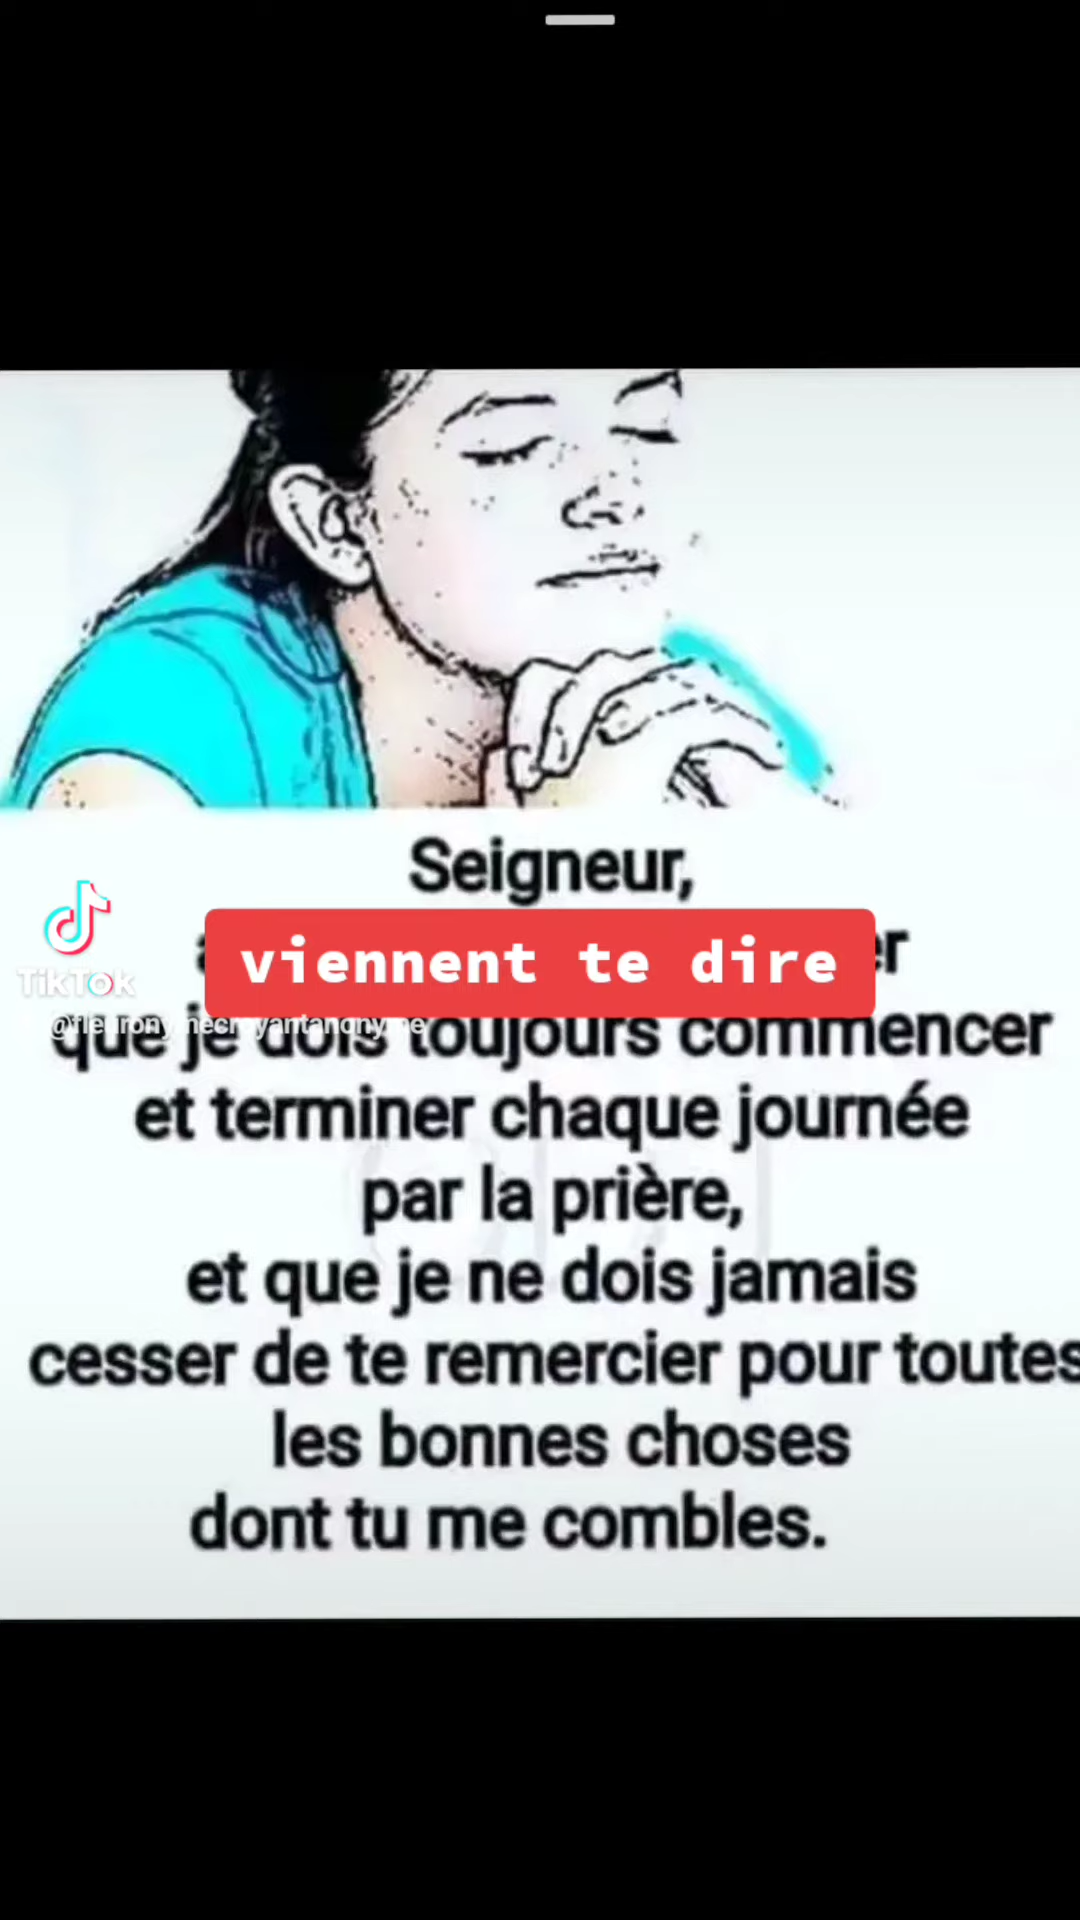 Seigneur,
viennent te dire
TikTok
que je dois toujours commencer
et terminer chaque journée
par la prière,
et que je ne dois jamais
cesser de te remercier pour toutes
les bonnes choses
dont tu me combles.